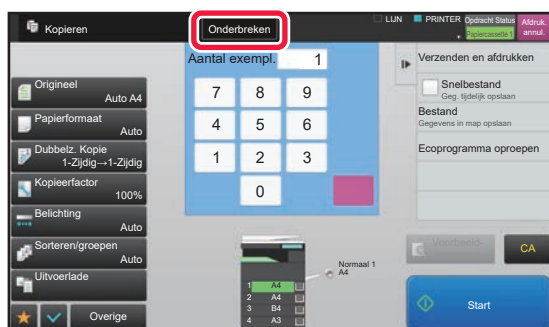 Kopieren
Onderbreken
LIJN
PRINTER
Opdracht Status
Papiercassette 1
Afdruk. annul.
Origineel
Auto A4
Papierformaat
Auto
Dubbelz. Kopie
1-Zijdig→1-Zijdig
Kopieerfactor
100%
Belichting
Auto
Sorteren/groepen
Auto
Uitvoerlade
Overige
Aantal exempl.
1
7 8 9
4 5 6
1 2 3
0
Normaal 1
A4
1 A4
2 A4
3 B4
4 A3
Verzenden en afdrukken
Snelbestand
Geg. tijdelijk opslaan
Bestand
Gegevens in map opslaan
Ecoprogramma oproepen
Voorbeeld-
CA
Start